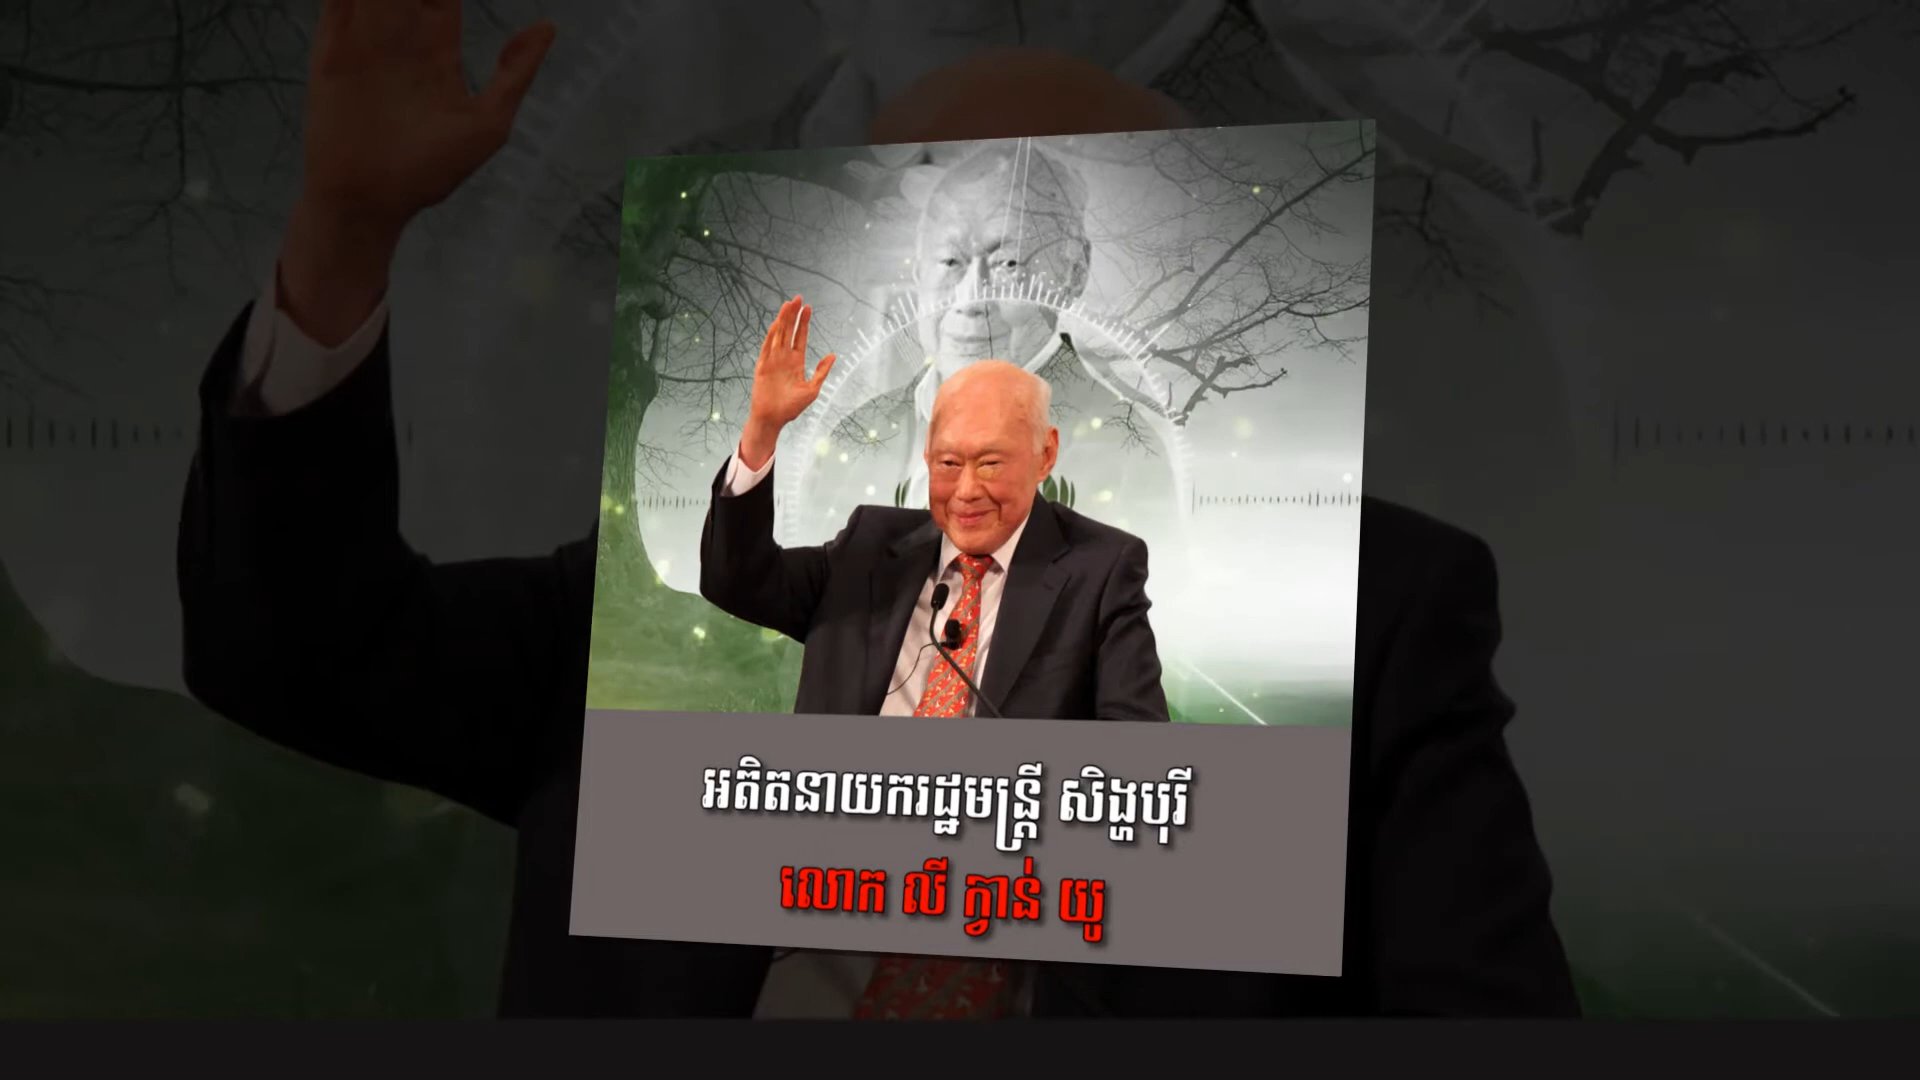 អតិតនាយករដ្ឋមន្ត្រី សិង្ហបុរី
លោក លី ក្វាន់ យូ